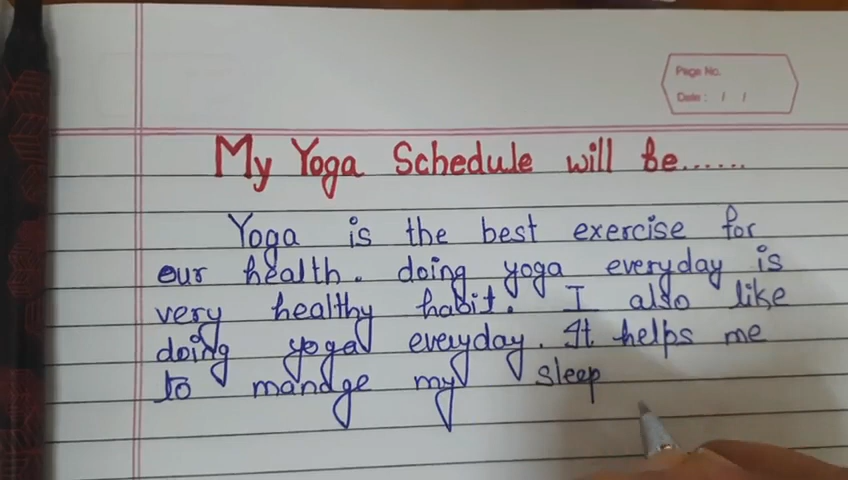 Page No.
Date : / /
My Yoga Schedule will be......
Yoga is the best exercise for
our health. doing yoga everyday is
very healthy habit. I also like
doing yoga everyday. It helps me
to manage my sleep